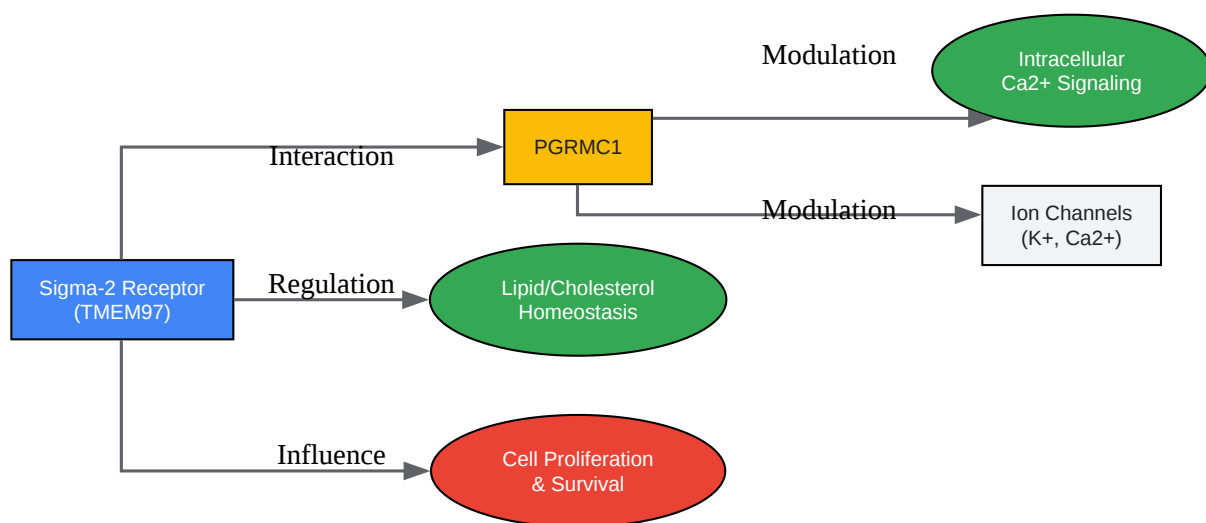 Modulation
Intracellular
Ca2+ Signaling
PGRMC1
Interaction
Modulation
Ion Channels
(K+, Ca2+)
Sigma-2 Receptor
(TMEM97)
Regulation
Lipid/Cholesterol
Homeostasis
Influence
Cell Proliferation
& Survival